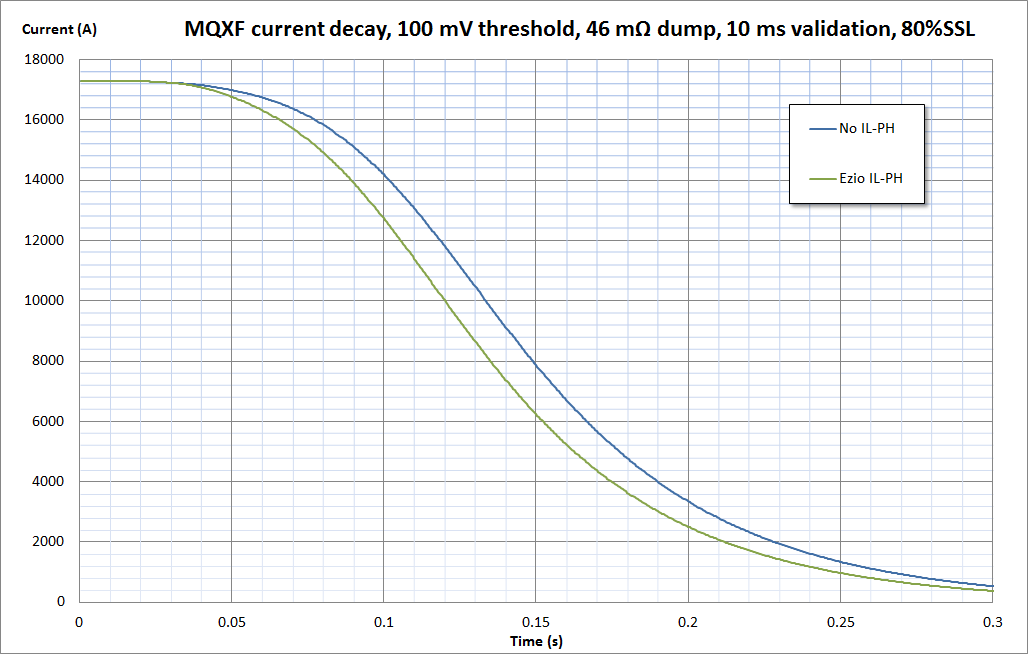 MQXF current decay, 100 mV threshold, 46 mΩ dump, 10 ms validation, 80%SSL
Current (A)
18000
16000
14000
12000
10000
8000
6000
4000
2000
0
No IL-PH
Ezio IL-PH
0 0.05 0.1 0.15 0.2 0.25 0.3
Time (s)